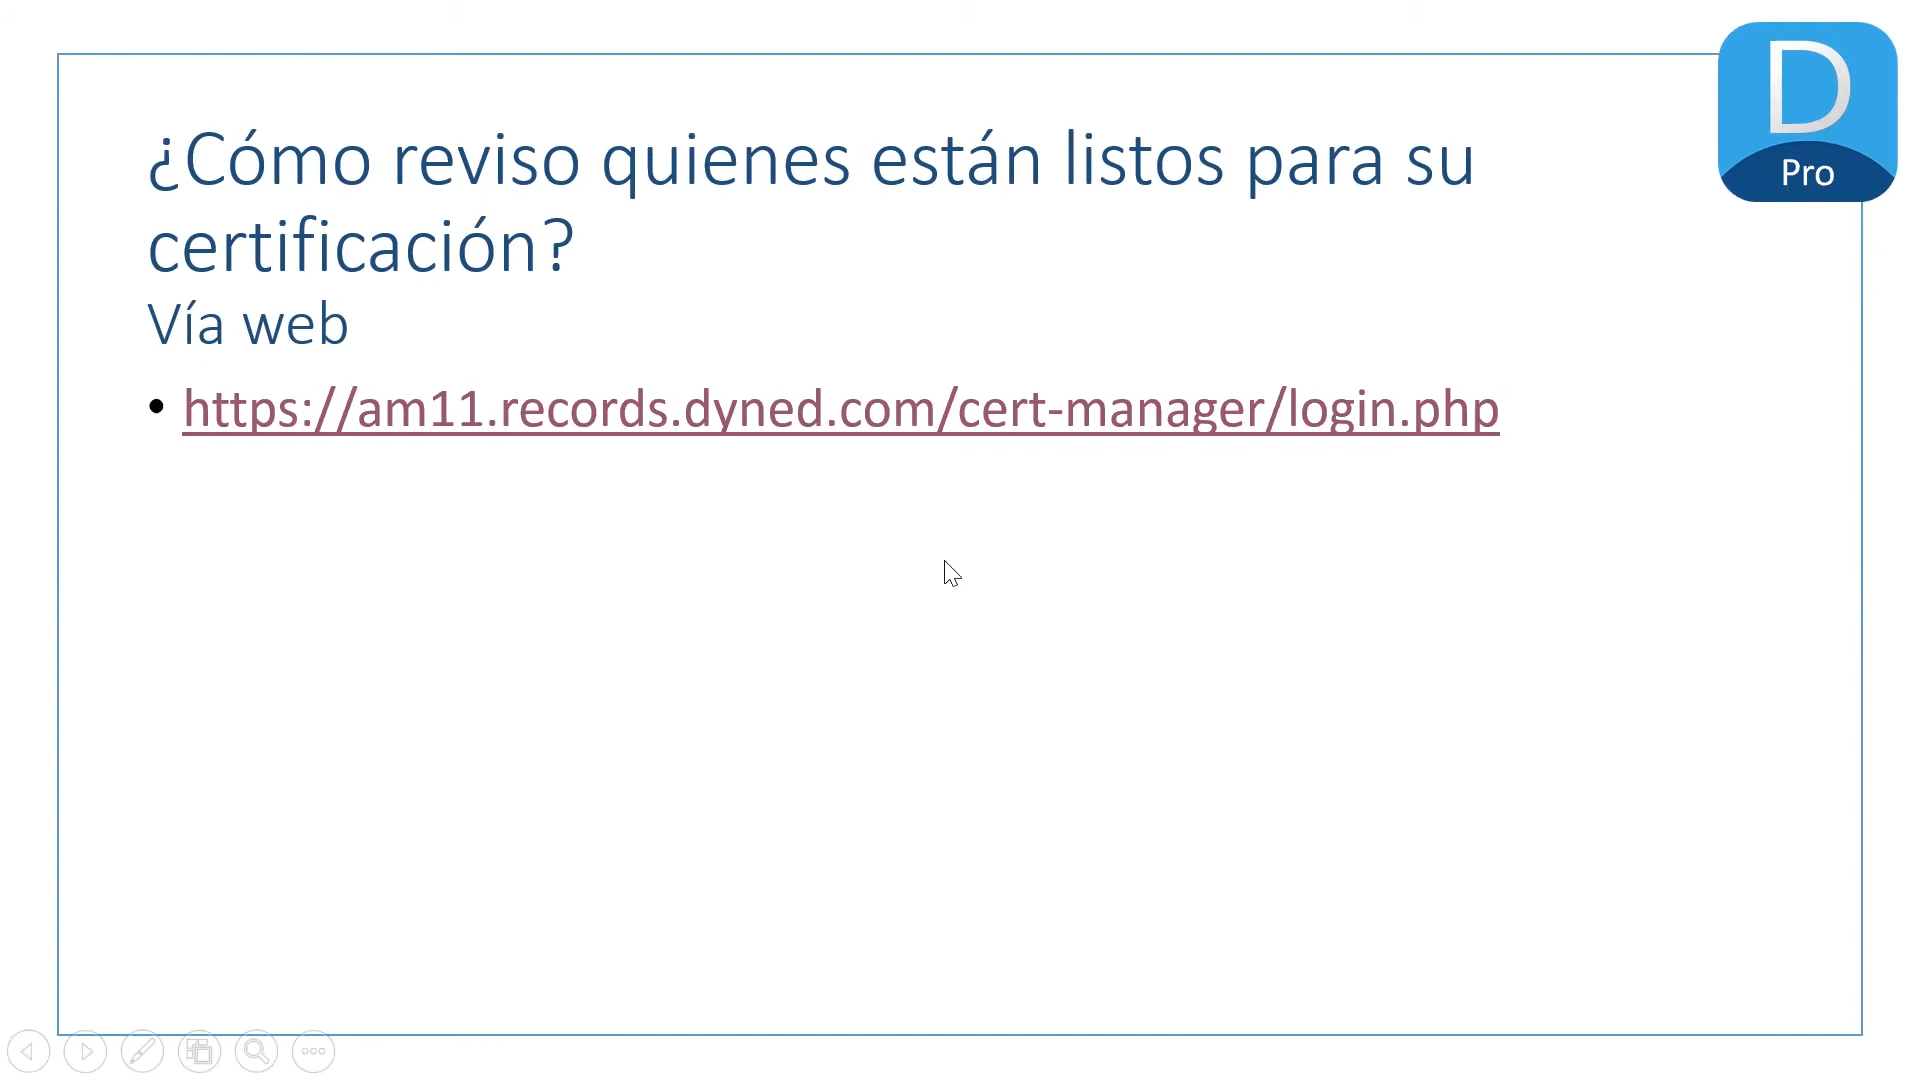 D
Pro
¿Cómo reviso quienes están listos para su
certificación?
Vía web
• https://am11.records.dyned.com/cert-manager/login.php